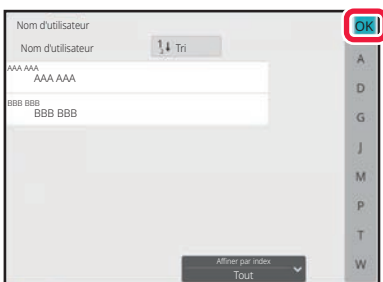 Nom d'utilisateur
OK
Nom d'utilisateur
Tri
AAA AAA
AAA AAA
BBB BBB
BBB BBB
A
D
G
J
M
P
T
W
Affiner par index
Tout